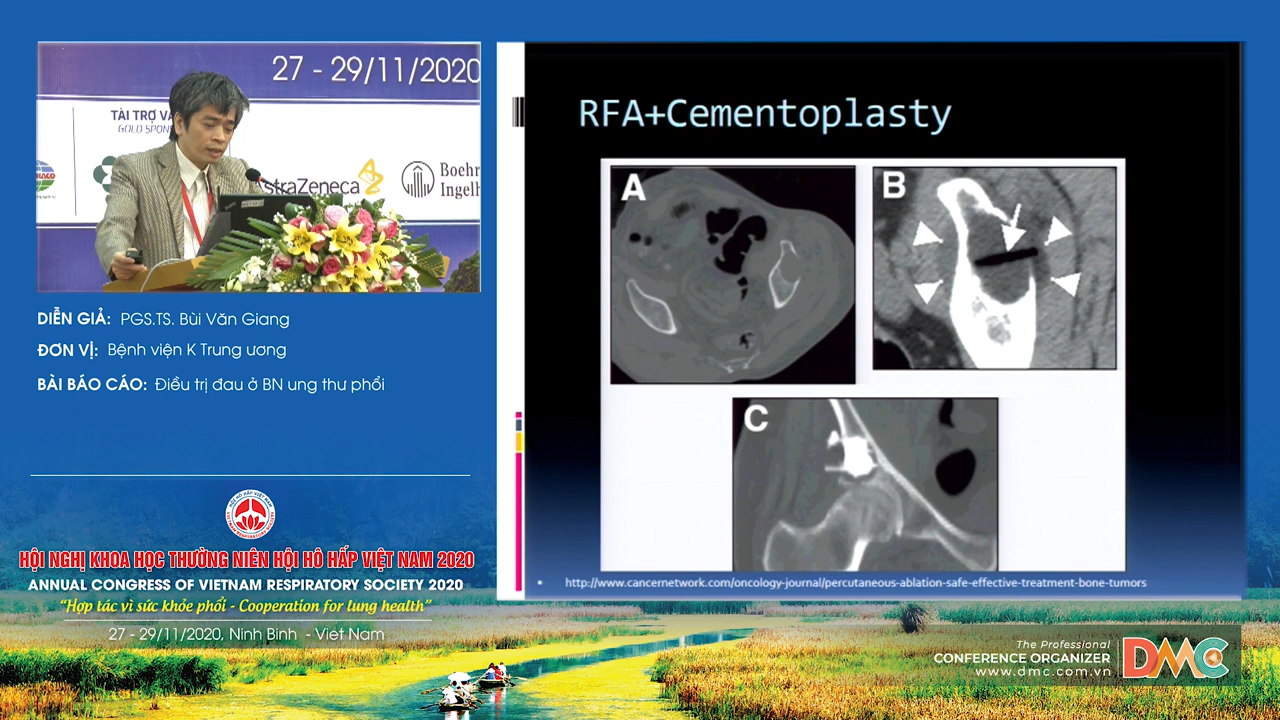 27 - 29/11/2020
TÀI TRỢ VÀ
GOLD SPONS
AstraZeneca
Boehr
Ingelh
DIỄN GIẢ: PGS.TS. Bùi Văn Giang
ĐƠN VỊ: Bệnh viện K Trung ương
BÀI BÁO CÁO: Điều trị đau ở BN ung thư phổi
HỘI NGHỊ KHOA HỌC THƯỜNG NIÊN HỘI HÔ HẤP VIỆT NAM 2020
ANNUAL CONGRESS OF VIETNAM RESPIRATORY SOCIETY 2020
“Hợp tác vì sức khỏe phổi - Cooperation for lung health”
27 - 29/11/2020, Ninh Binh - Viet Nam
RFA+Cementoplasty
A
B
C
• http://www.cancernetwork.com/oncology-journal/percutaneous-ablation-safe-effective-treatment-bone-tumors
The Professional
CONFERENCE ORGANIZER
www.dmc.com.vn
DMC